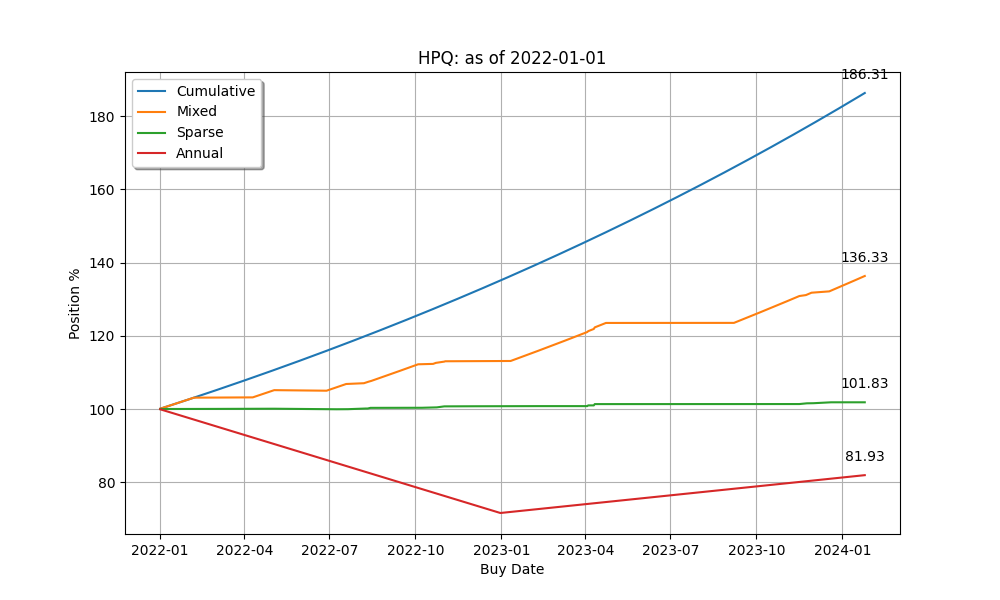 HPQ: as of 2022-01-01
Cumulative
Mixed
Sparse
Annual
186.31
136.33
101.83
81.93
Position %
180
160
140
120
100
80
2022-01 2022-04 2022-07 2022-10 2023-01 2023-04 2023-07 2023-10 2024-01
Buy Date